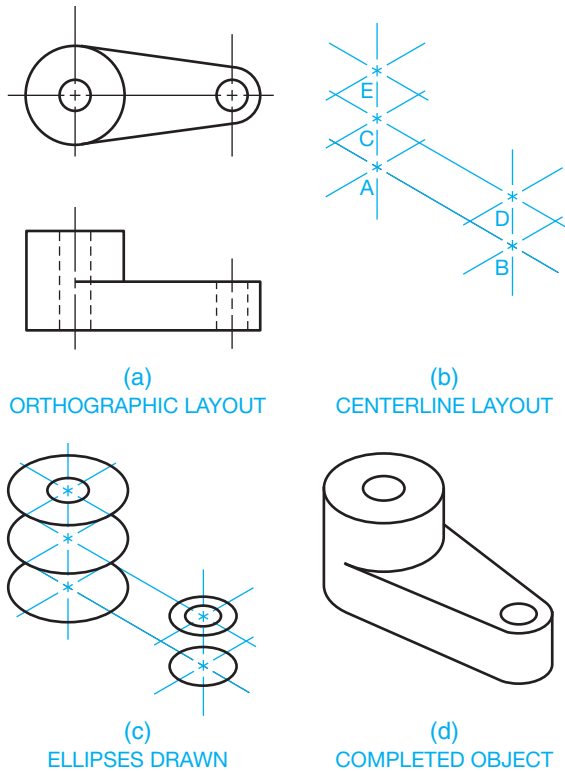 E
C
A
D
B
(a)
ORTHOGRAPHIC LAYOUT
(b)
CENTERLINE LAYOUT
(c)
ELLIPSES DRAWN
(d)
COMPLETED OBJECT